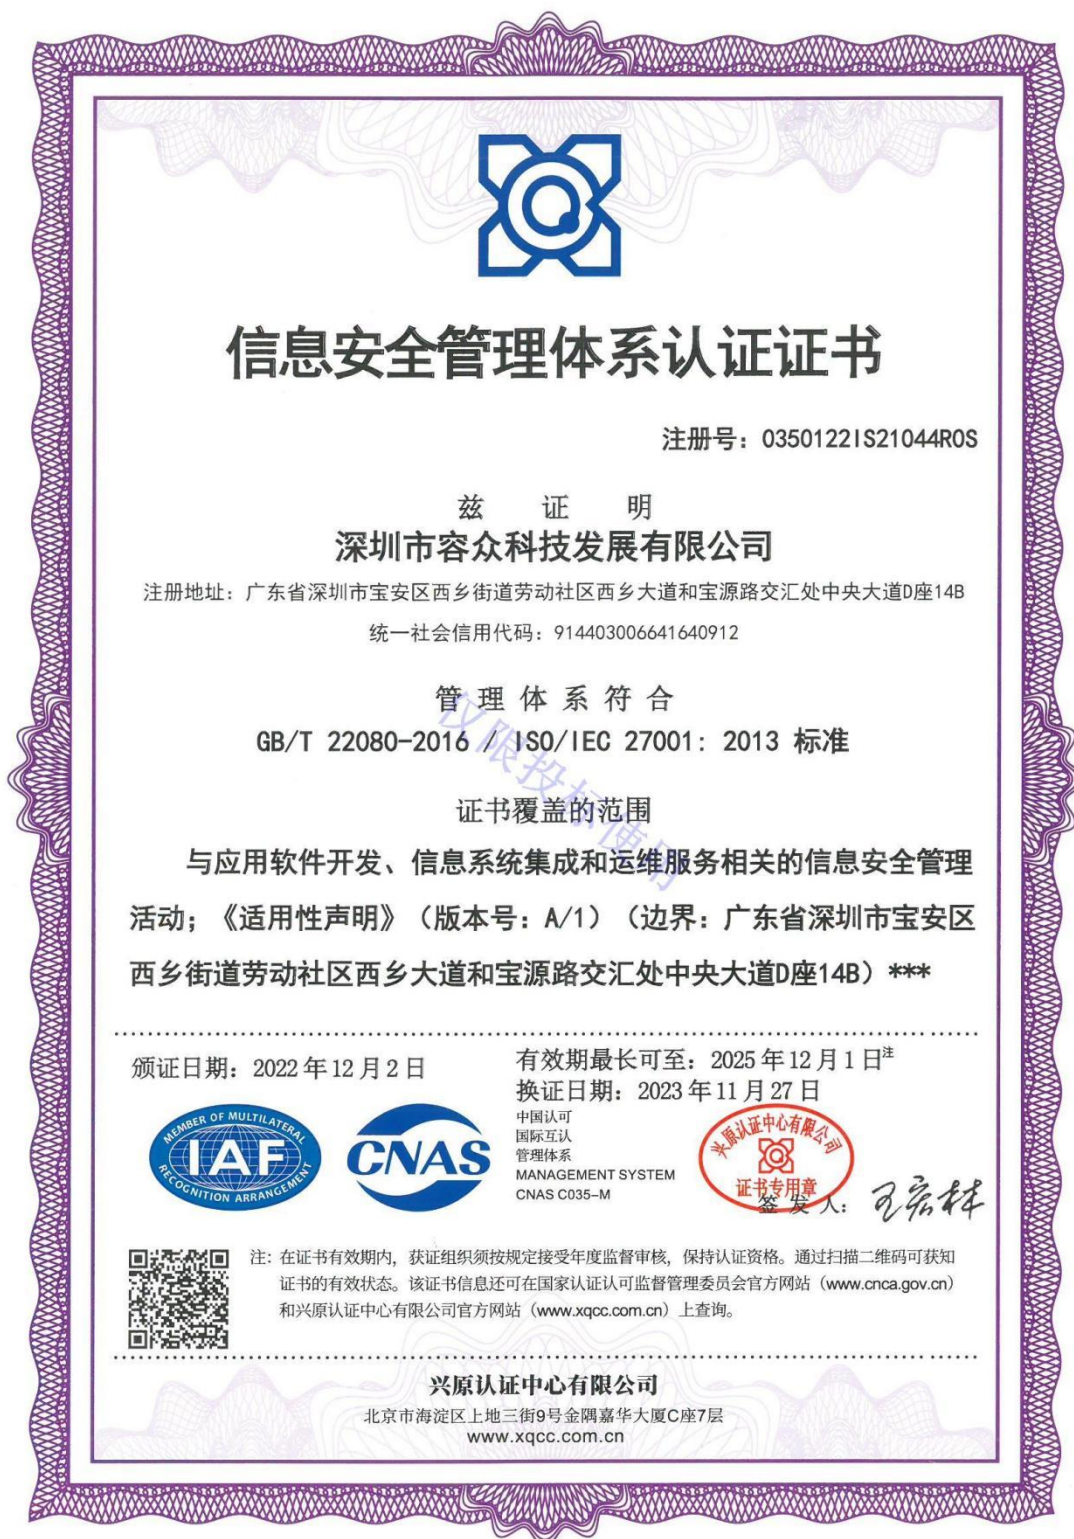 信息安全管理体系认证证书
注册号：0350122IS21044R0S
兹 证 明
深圳市容众科技发展有限公司
注册地址：广东省深圳市宝安区西乡街道劳动社区西乡大道和宝源路交汇处中央大道D座14B
统一社会信用代码：914403006641640912
管 理 体 系 符 合
GB/T 22080-2016 / ISO/IEC 27001: 2013 标准
仅限投标使用
证书覆盖的范围
与应用软件开发、信息系统集成和运维服务相关的信息安全管理
活动；《适用性声明》（版本号：A/1）（边界：广东省深圳市宝安区
西乡街道劳动社区西乡大道和宝源路交汇处中央大道D座14B）***
颁证日期：2022年12月2日
有效期最长可至：2025年12月1日注
换证日期：2023年11月27日
MEMBER OF MULTILATERAL
IAF
RECOGNITION ARRANGEMENT
CNAS
中国认可
国际互认
管理体系
MANAGEMENT SYSTEM
CNAS C035-M
兴原认证中心有限公司
证书专用章
签 发 人：王宏林
注：在证书有效期内，获证组织须按规定接受年度监督审核，保持认证资格。通过扫描二维码可获知
证书的有效状态。该证书信息还可在国家认证认可监督管理委员会官方网站（www.cnca.gov.cn）
和兴原认证中心有限公司官方网站（www.xqcc.com.cn）上查询。
兴原认证中心有限公司
北京市海淀区上地三街9号金隅嘉华大厦C座7层
www.xqcc.com.cn